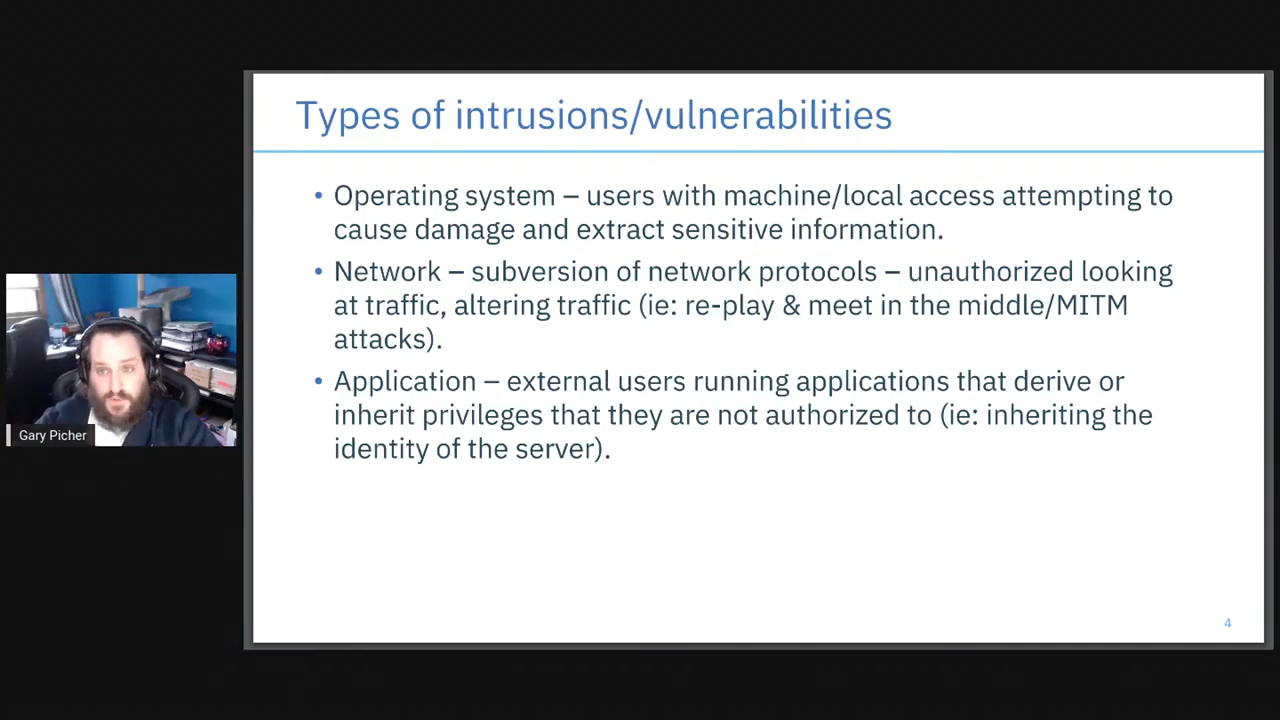 Types of intrusions/vulnerabilities
• Operating system – users with machine/local access attempting to
cause damage and extract sensitive information.
• Network – subversion of network protocols – unauthorized looking
at traffic, altering traffic (ie: re-play & meet in the middle/MITM
attacks).
• Application – external users running applications that derive or
inherit privileges that they are not authorized to (ie: inheriting the
identity of the server).
Gary Picher
4